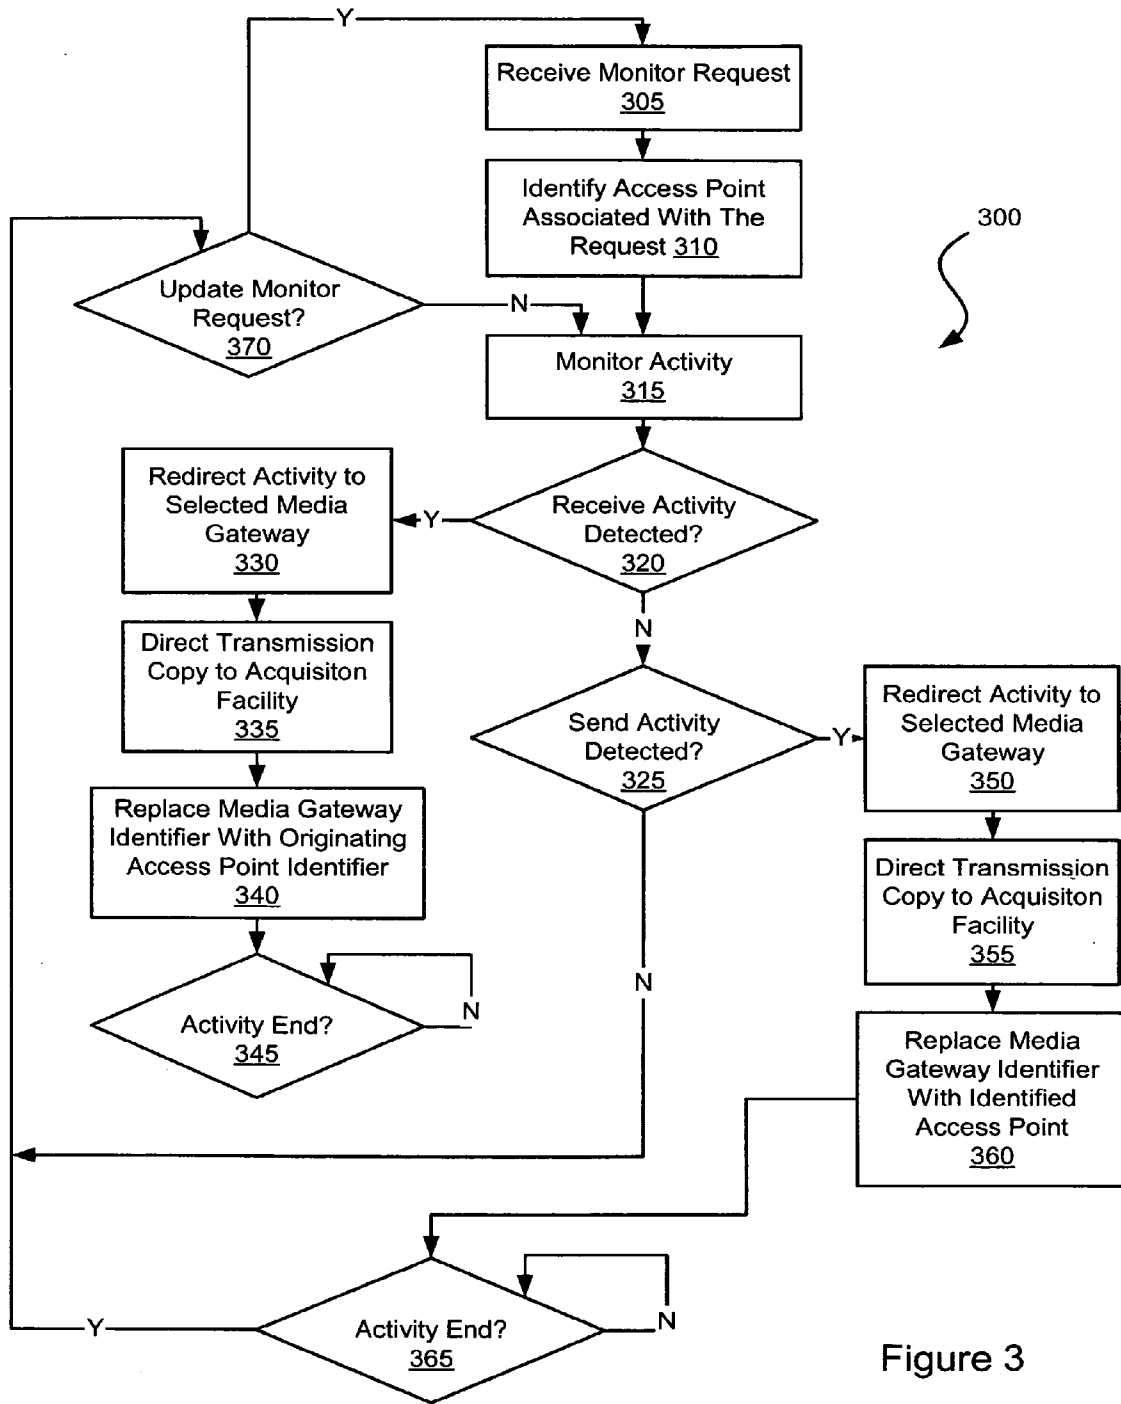 Y
Receive Monitor Request
305
Identify Access Point
Associated With The
Request 310
300
Update Monitor
Request?
370
N
Monitor Activity
315
Redirect Activity to
Selected Media
Gateway
330
Y
Receive Activity
Detected?
320
N
Direct Transmission
Copy to Acquisiton
Facility
335
Send Activity
Detected?
325
Y
Redirect Activity to
Selected Media
Gateway
350
Replace Media Gateway
Identifier With Originating
Access Point Identifier
340
Direct Transmission
Copy to Acquisiton
Facility
355
N
Activity End?
345
N
Replace Media
Gateway Identifier
With Identified
Access Point
360
Y
Activity End?
365
N
Figure 3